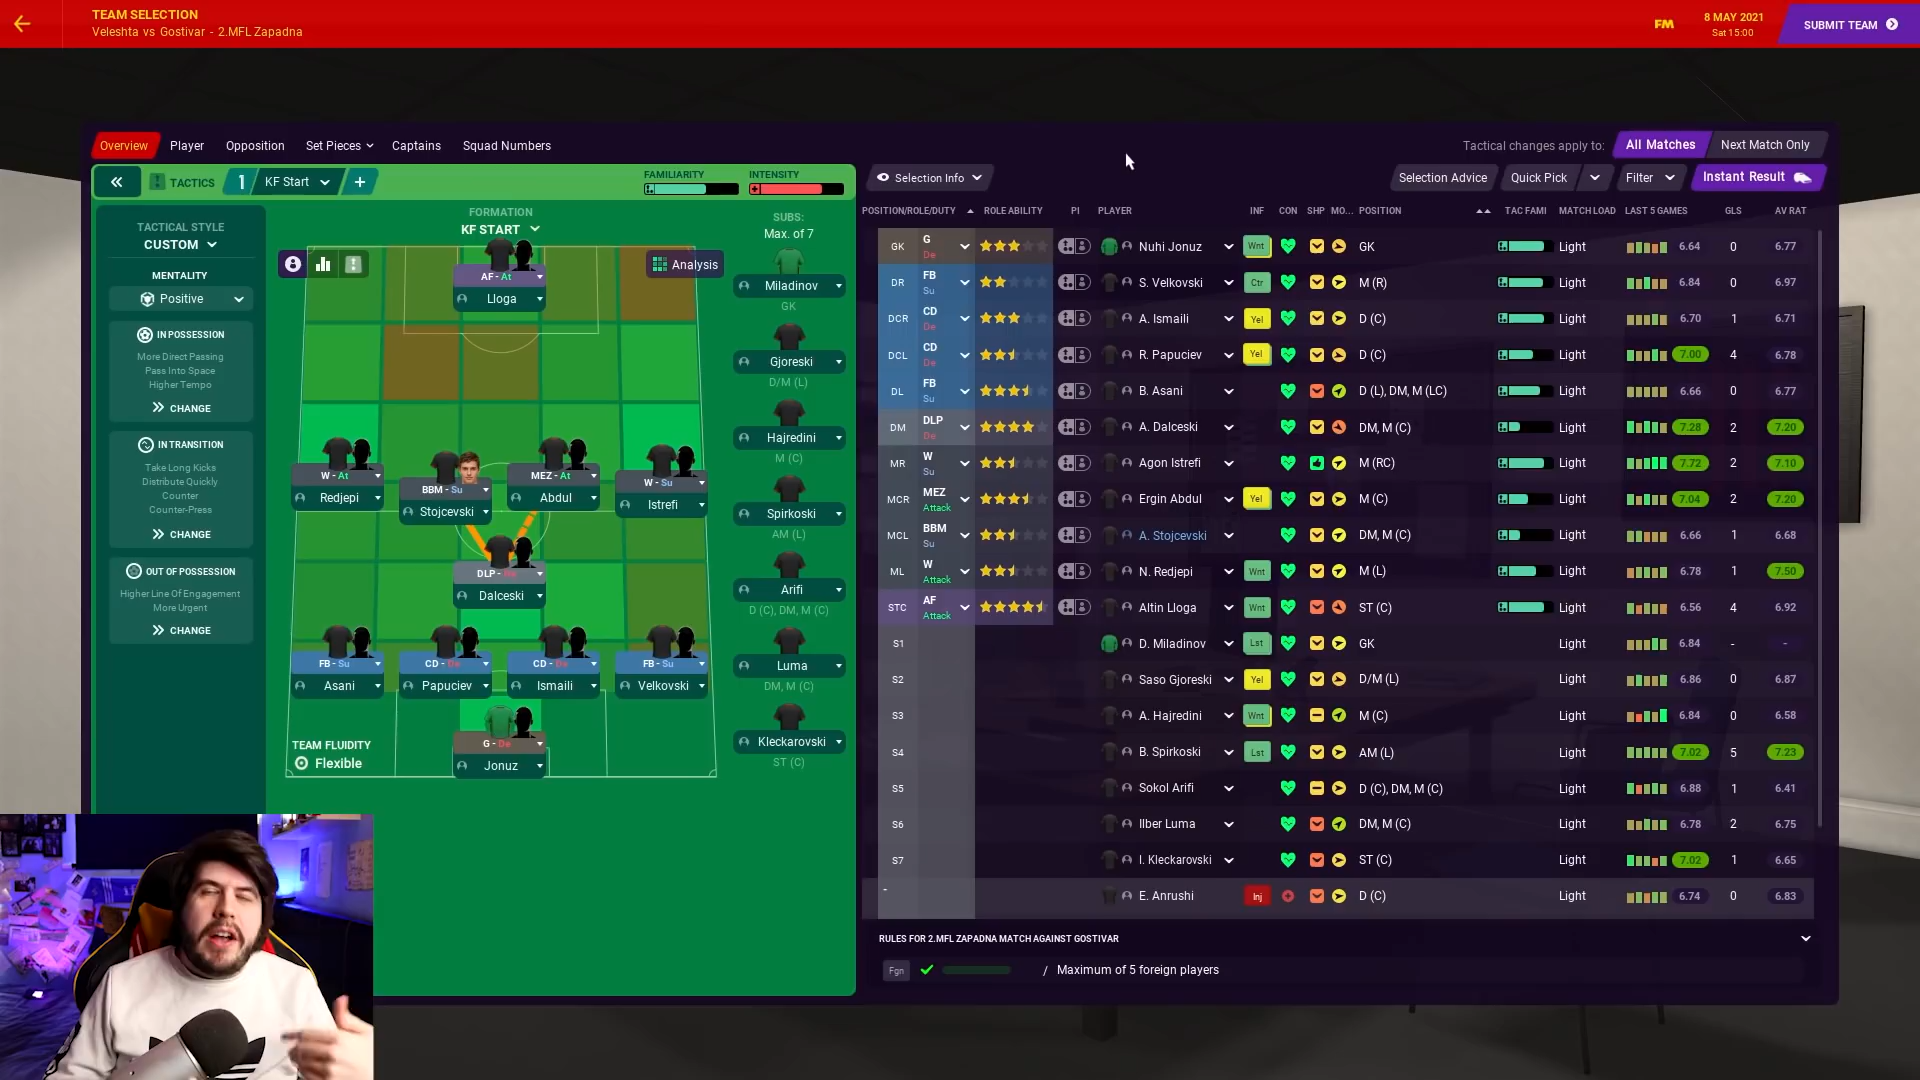 TEAM SELECTION
Veleshta vs Gostivar - 2.MFL Zapadna
FM
8 MAY 2021
Sat 15:00
SUBMIT TEAM
Overview Player Opposition Set Pieces Captains Squad Numbers
Tactical changes apply to: All Matches Next Match Only
TACTICS 1 KF Start +
FAMILIARITY INTENSITY
TACTICAL STYLE
CUSTOM
MENTALITY
Positive
IN POSSESSION
More Direct Passing
Pass Into Space
Higher Tempo
CHANGE
IN TRANSITION
Take Long Kicks
Distribute Quickly
Counter
Counter-Press
CHANGE
OUT OF POSSESSION
Higher Line Of Engagement
More Urgent
CHANGE
FORMATION
KF START
Analysis
AF - At
Lloga
W - At
Redjepi
BBM - Su
Stojcevski
MEZ - At
Abdul
W - Su
Istrefi
DLP - De
Dalceski
FB - Su
Asani
CD - De
Papuciev
CD - De
Ismaili
FB - Su
Velkovski
G - De
Jonuz
TEAM FLUIDITY
Flexible
SUBS:
Max. of 7
Miladinov
GK
Gjoreski
D/M (L)
Hajredini
M (C)
Spirkoski
AM (L)
Arifi
D (C), DM, M (C)
Luma
DM, M (C)
Kleckarovski
ST (C)
Selection Info
Selection Advice Quick Pick Filter Instant Result
POSITION/ROLE/DUTY ROLE ABILITY PI PLAYER INF CON SHP MO... POSITION TAC FAMI MATCH LOAD LAST 5 GAMES GLS AV RAT
GK G De Nuhi Jonuz Wnt GK Light 6.64 0 6.77
DR FB Su S. Velkovski Ctr M (R) Light 6.84 0 6.97
DCR CD De A. Ismaili Yel D (C) Light 6.70 1 6.71
DCL CD De R. Papuciev Yel D (C) Light 7.00 4 6.78
DL FB Su B. Asani D (L), DM, M (LC) Light 6.66 0 6.77
DM DLP De A. Dalceski DM, M (C) Light 7.28 2 7.20
MR W Su Agon Istrefi M (RC) Light 7.72 2 7.10
MCR MEZ Attack Ergin Abdul Yel M (C) Light 7.04 2 7.20
MCL BBM Su A. Stojcevski DM, M (C) Light 6.66 1 6.68
ML W Attack N. Redjepi Wnt M (L) Light 6.78 1 7.50
STC AF Attack Altin Lloga Wnt ST (C) Light 6.56 4 6.92
S1 D. Miladinov Lst GK Light 6.84 - -
S2 Saso Gjoreski Yel D/M (L) Light 6.86 0 6.87
S3 A. Hajredini Wnt M (C) Light 6.84 0 6.58
S4 B. Spirkoski Lst AM (L) Light 7.02 5 7.23
S5 Sokol Arifi D (C), DM, M (C) Light 6.88 1 6.41
S6 Ilber Luma DM, M (C) Light 6.78 2 6.75
S7 I. Kleckarovski ST (C) Light 7.02 1 6.65
- E. Anrushi Inj D (C) Light 6.74 0 6.83
RULES FOR 2.MFL ZAPADNA MATCH AGAINST GOSTIVAR
Fgn / Maximum of 5 foreign players